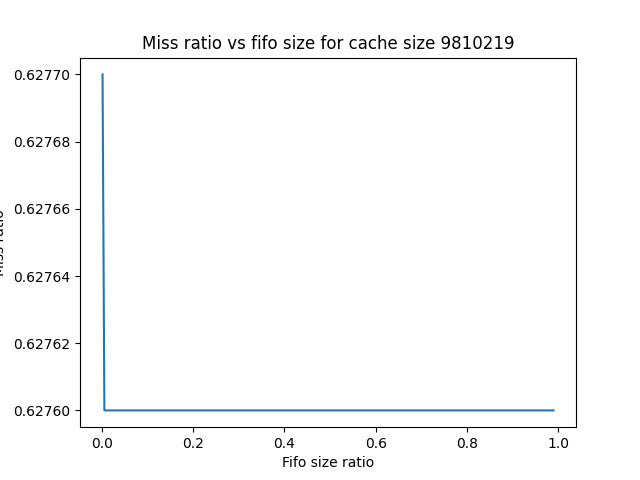 Miss ratio vs fifo size for cache size 9810219
0.62770
0.62768
0.62766
0.62764
0.62762
0.62760
Miss ratio
0.0 0.2 0.4 0.6 0.8 1.0
Fifo size ratio